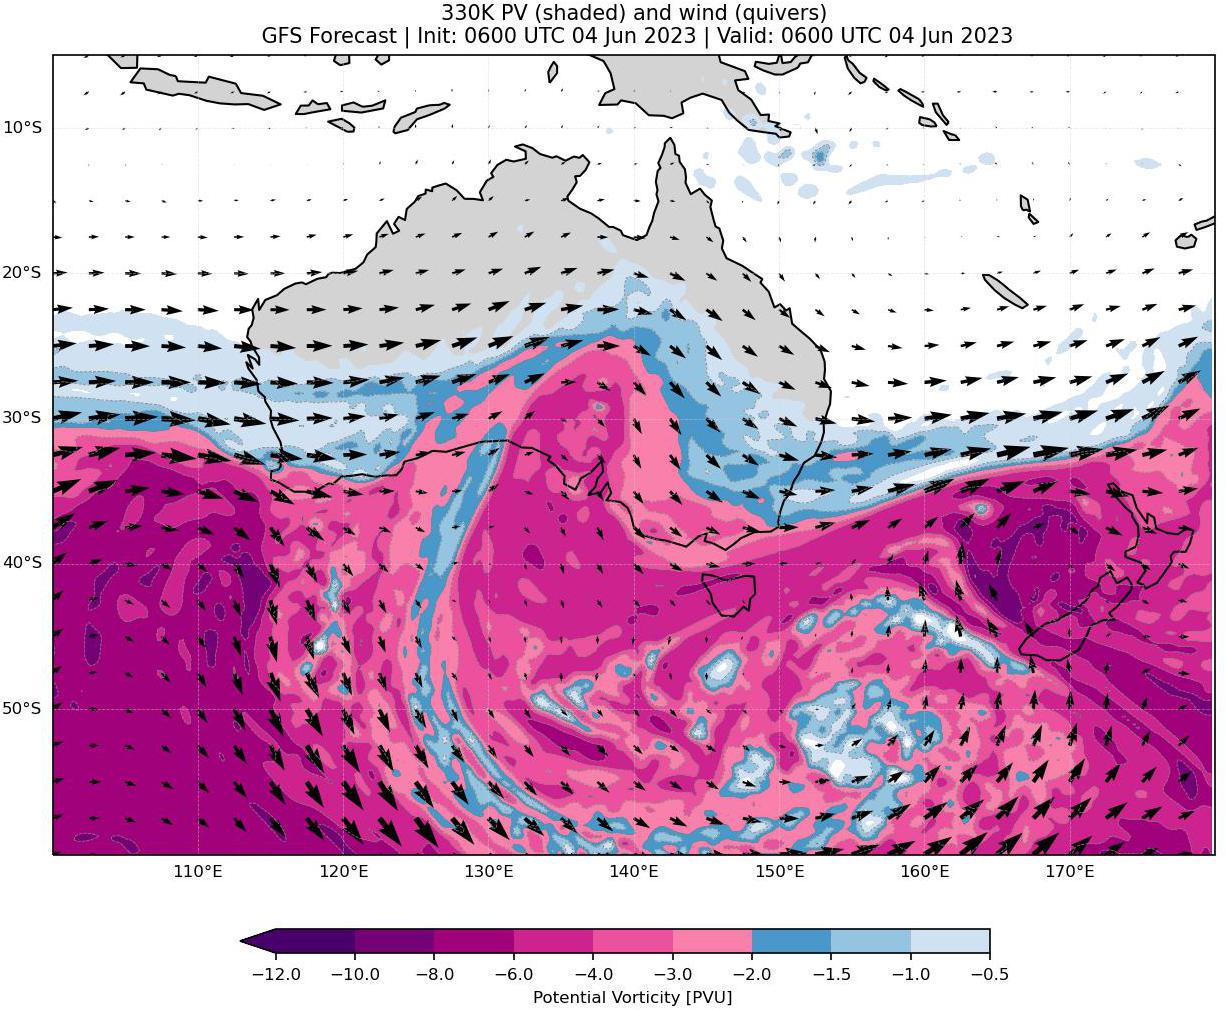 330K PV (shaded) and wind (quivers)
GFS Forecast | Init: 0600 UTC 04 Jun 2023 | Valid: 0600 UTC 04 Jun 2023
10°S
20°S
30°S
40°S
50°S
110°E 120°E 130°E 140°E 150°E 160°E 170°E
−12.0 −10.0 −8.0 −6.0 −4.0 −3.0 −2.0 −1.5 −1.0 −0.5
Potential Vorticity [PVU]